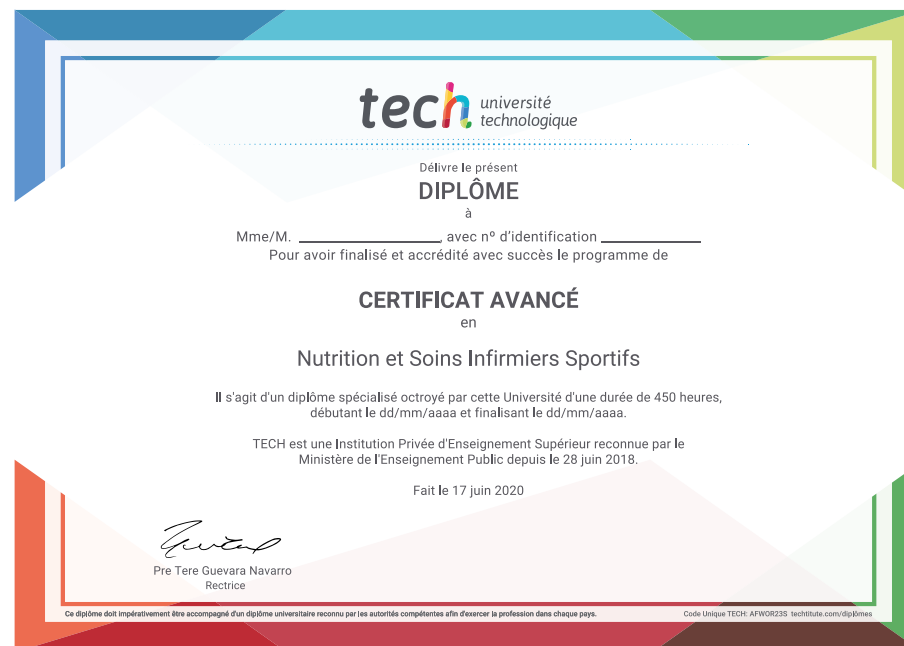 tech université
technologique
Délivre le présent
DIPLÔME
à
Mme/M. ____________________, avec nº d'identification ______________
Pour avoir finalisé et accrédité avec succès le programme de
CERTIFICAT AVANCÉ
en
Nutrition et Soins Infirmiers Sportifs
Il s'agit d'un diplôme spécialisé octroyé par cette Université d'une durée de 450 heures,
débutant le dd/mm/aaaa et finalisant le dd/mm/aaaa.
TECH est une Institution Privée d'Enseignement Supérieur reconnue par le
Ministère de l'Enseignement Public depuis le 28 juin 2018.
Fait le 17 juin 2020
Pre Tere Guevara Navarro
Rectrice
Ce diplôme doit impérativement être accompagné d'un diplôme universitaire reconnu par les autorités compétentes afin d'exercer la profession dans chaque pays.
Code Unique TECH: AFWOR23S techtitute.com/diplômes